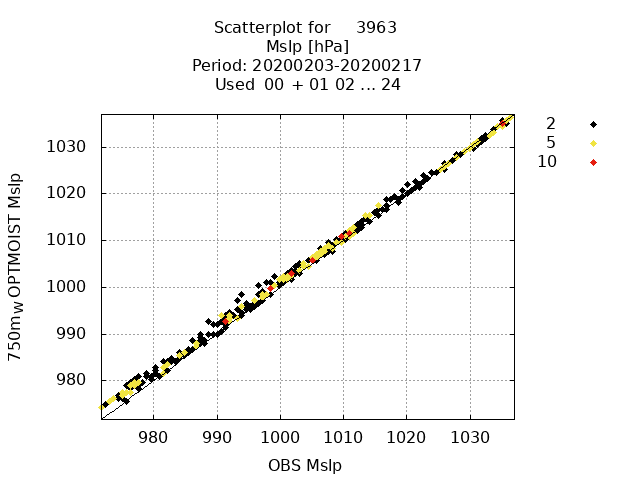 Scatterplot for 3963
Mslp [hPa]
Period: 20200203-20200217
Used 00 + 01 02 ... 24
2
5
10
1030
1020
1010
1000
990
980
750mw OPTMOIST Mslp
980 990 1000 1010 1020 1030
OBS Mslp